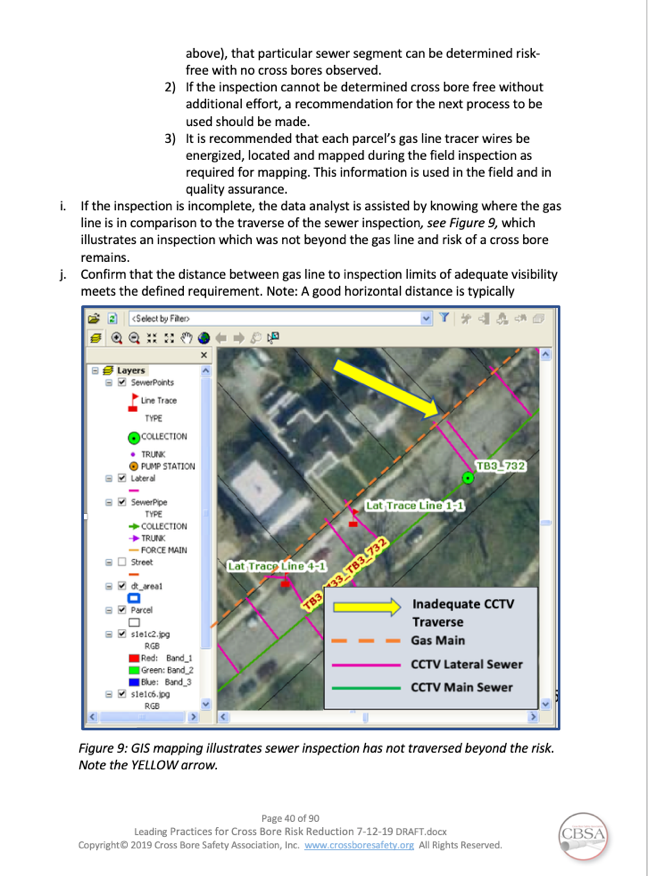 above), that particular sewer segment can be determined risk-
free with no cross bores observed.
2) If the inspection cannot be determined cross bore free without
additional effort, a recommendation for the next process to be
used should be made.
3) It is recommended that each parcel's gas line tracer wires be
energized, located and mapped during the field inspection as
required for mapping. This information is used in the field and in
quality assurance.
i. If the inspection is incomplete, the data analyst is assisted by knowing where the gas
line is in comparison to the traverse of the sewer inspection, see Figure 9, which
illustrates an inspection which was not beyond the gas line and risk of a cross bore
remains.
j. Confirm that the distance between gas line to inspection limits of adequate visibility
meets the defined requirement. Note: A good horizontal distance is typically
<Select by Filter>
Layers
SewerPoints
Line Trace
TYPE
COLLECTION
TRUNK
PUMP STATION
Lateral
SewerPipe
TYPE
COLLECTION
TRUNK
FORCE MAIN
Street
dt_area1
Parcel
s1e1c2.jpg
RGB
Red: Band_1
Green: Band_2
Blue: Band_3
s1e1c6.jpg
RGB
TB3_732
Lat Trace Line 1-1
Lat Trace Line 4-1
TB3_733_TB3_732
Inadequate CCTV
Traverse
Gas Main
CCTV Lateral Sewer
CCTV Main Sewer
Figure 9: GIS mapping illustrates sewer inspection has not traversed beyond the risk.
Note the YELLOW arrow.
Page 40 of 90
Leading Practices for Cross Bore Risk Reduction 7-12-19 DRAFT.docx
Copyright© 2019 Cross Bore Safety Association, Inc. www.crossboresafety.org All Rights Reserved.
CBSA